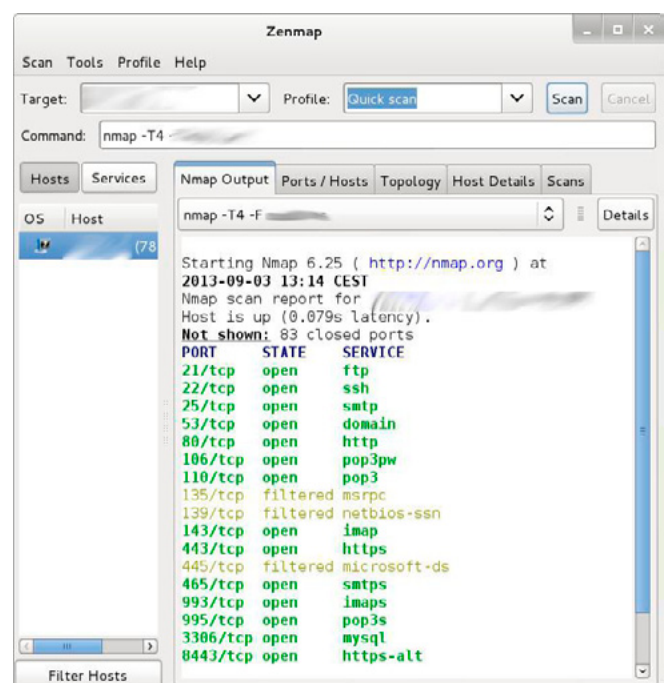 Zenmap
Scan Tools Profile Help
Target: Profile: Quick scan Scan Cancel
Command: nmap -T4
Hosts Services
Nmap Output Ports / Hosts Topology Host Details Scans
OS Host
nmap -T4 -F Details
(78
Starting Nmap 6.25 ( http://nmap.org ) at
2013-09-03 13:14 CEST
Nmap scan report for
Host is up (0.079s latency).
Not shown: 83 closed ports
PORT STATE SERVICE
21/tcp open ftp
22/tcp open ssh
25/tcp open smtp
53/tcp open domain
80/tcp open http
106/tcp open pop3pw
110/tcp open pop3
135/tcp filtered msrpc
139/tcp filtered netbios-ssn
143/tcp open imap
443/tcp open https
445/tcp filtered microsoft-ds
465/tcp open smtps
993/tcp open imaps
995/tcp open pop3s
3306/tcp open mysql
8443/tcp open https-alt
Filter Hosts